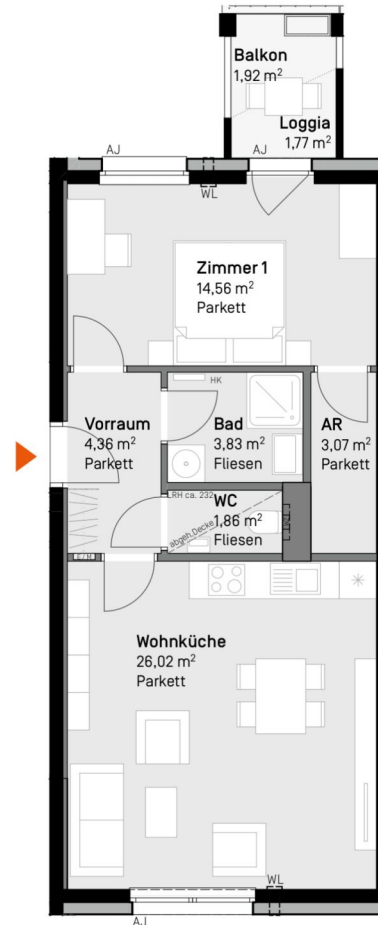 Balkon
1,92 m²
Loggia
1,77 m²
AJ
AJ
WL
Zimmer 1
14,56 m²
Parkett
HK
Vorraum
4,36 m²
Parkett
Bad
3,83 m²
Fliesen
AR
3,07 m²
Parkett
LRH ca. 232
WC
1,86 m²
Fliesen
abgeh.Decke
E/M
Wohnküche
26,02 m²
Parkett
WL
AJ